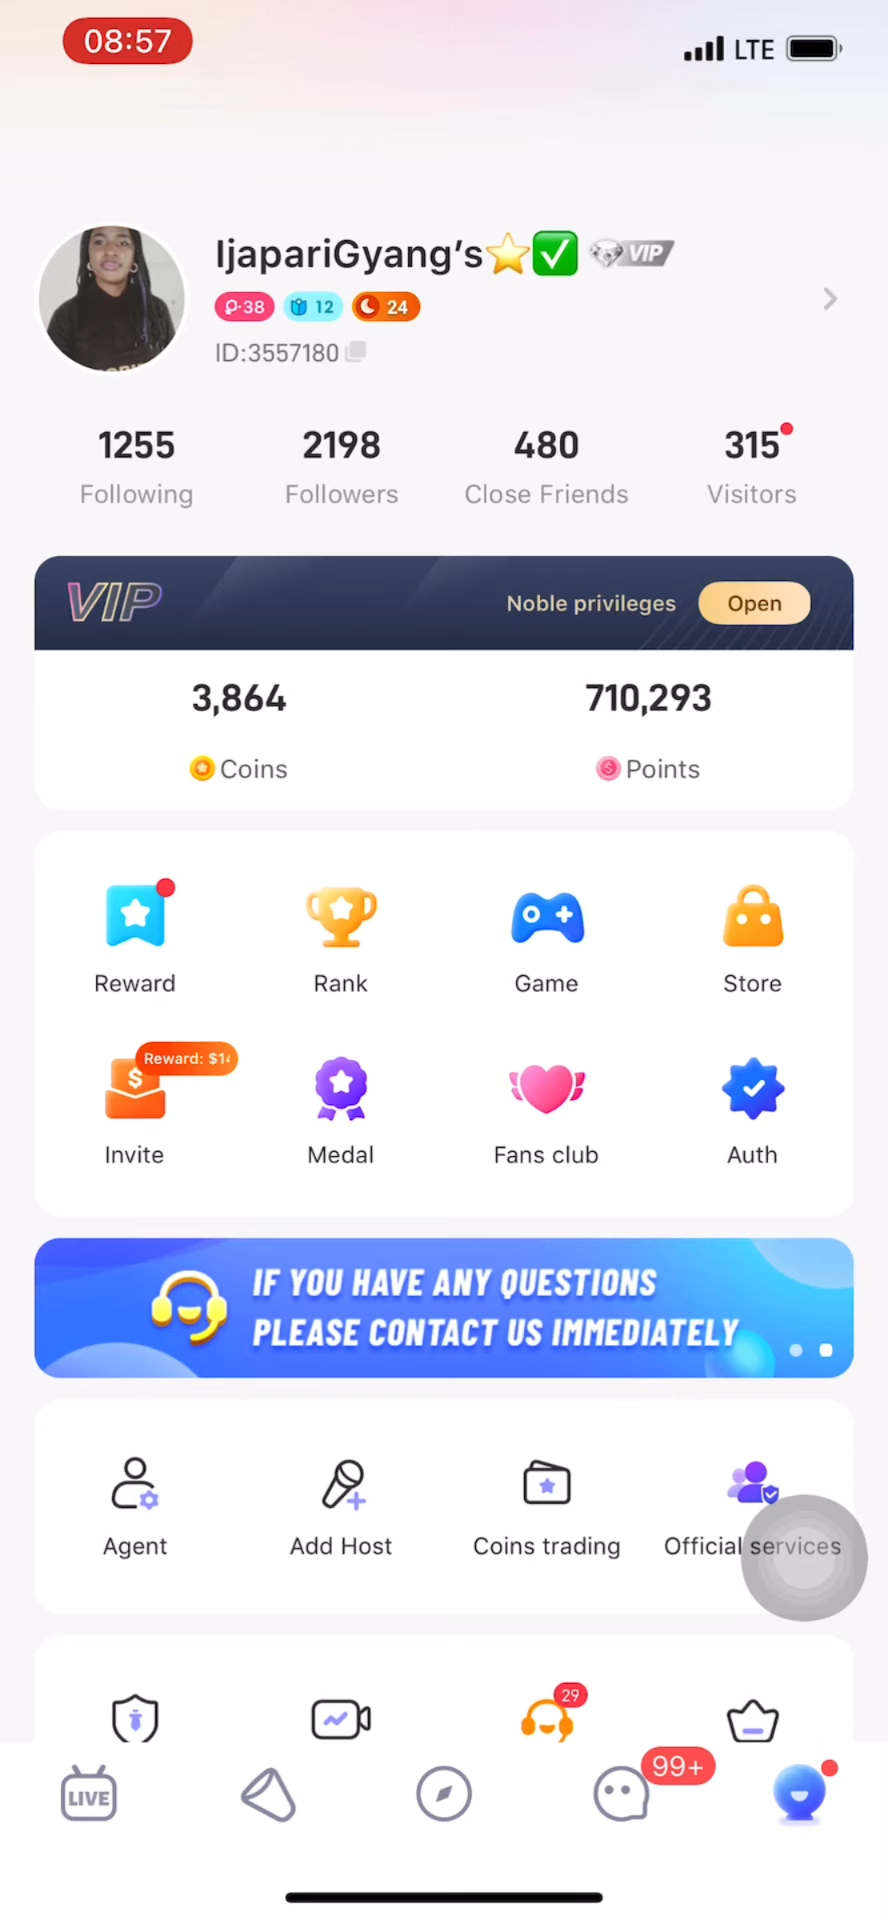 08:57
LTE
IjapariGyang’s⭐✅ VIP
38 12 24
ID:3557180
1255 2198 480 315
Following Followers Close Friends Visitors
VIP Noble privileges Open
3,864 710,293
Coins Points
Reward Rank Game Store
Reward: $1
Invite Medal Fans club Auth
IF YOU HAVE ANY QUESTIONS
PLEASE CONTACT US IMMEDIATELY
Agent Add Host Coins trading Official services
29
99+
LIVE